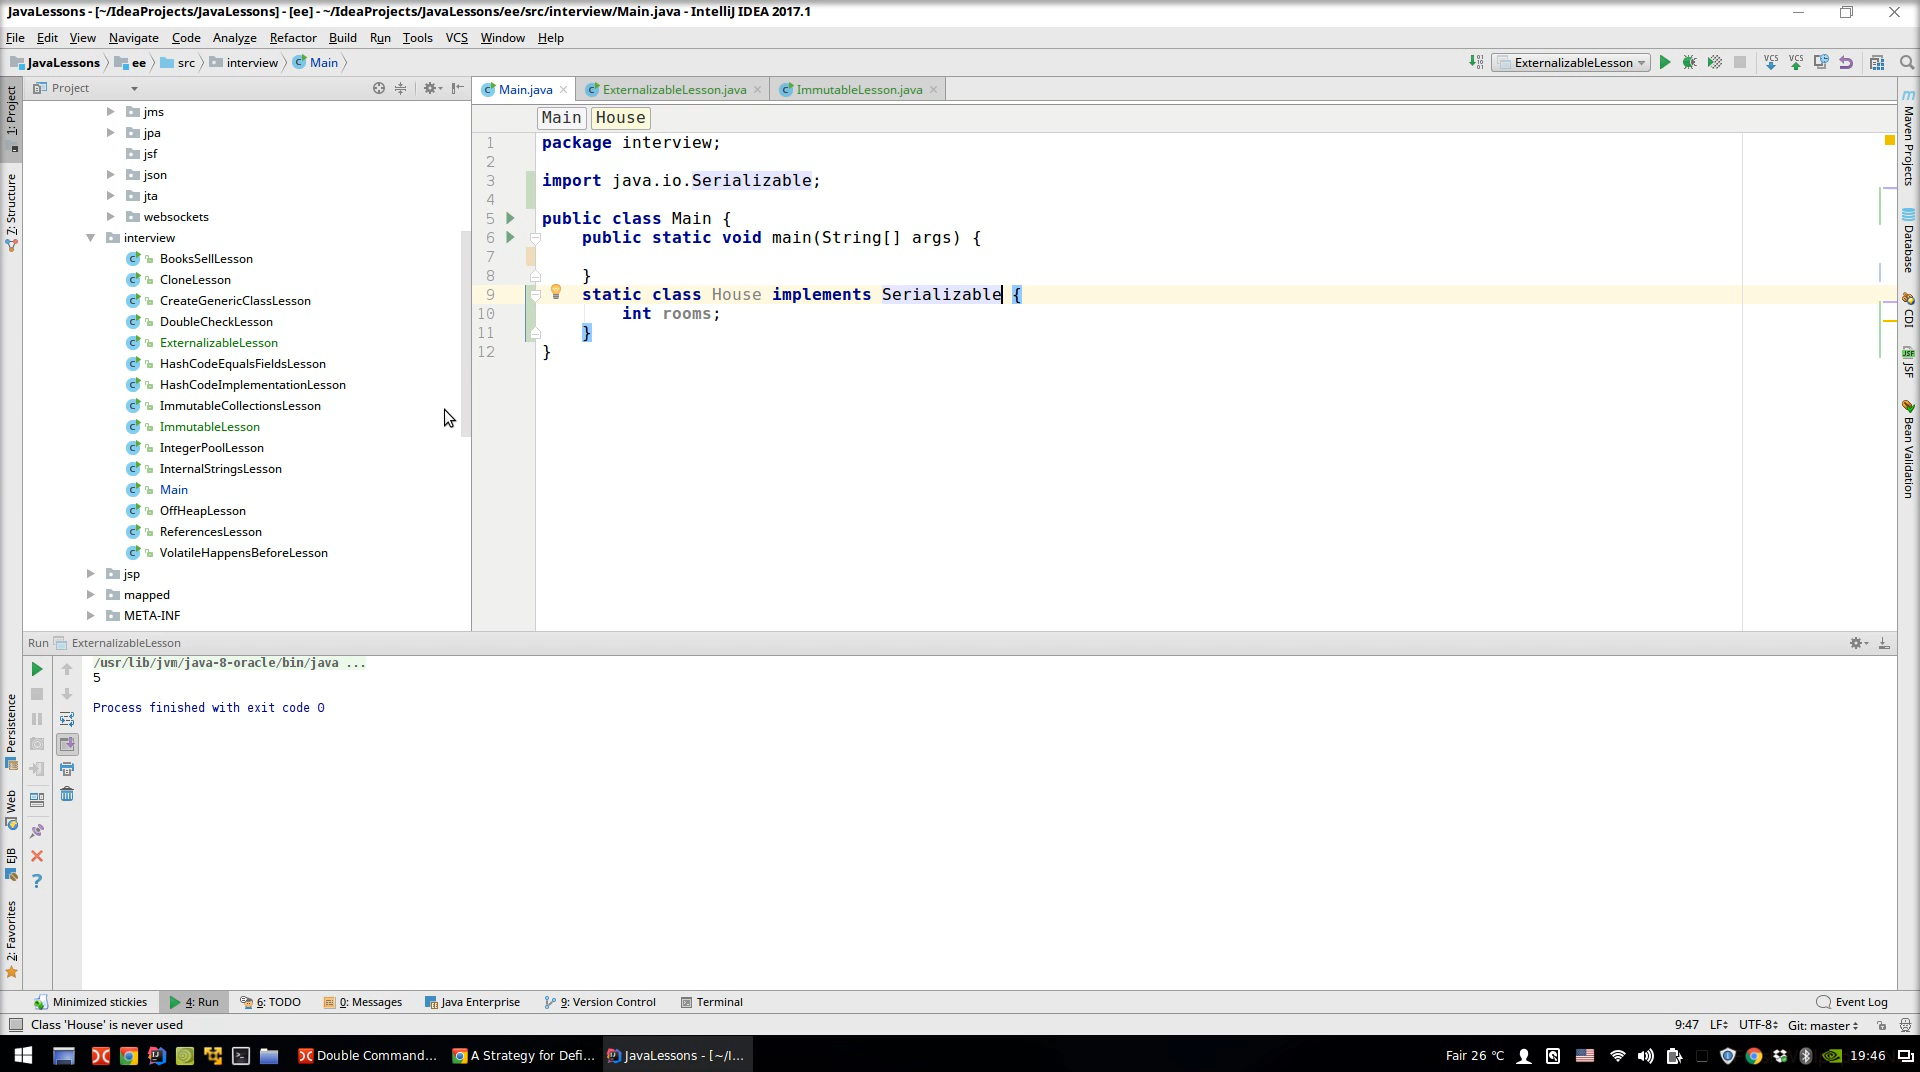 JavaLessons - [~/IdeaProjects/JavaLessons] - [ee] - ~/IdeaProjects/JavaLessons/ee/src/interview/Main.java - IntelliJ IDEA 2017.1
File Edit View Navigate Code Analyze Refactor Build Run Tools VCS Window Help
JavaLessons ee src interview Main
ExternalizableLesson
VCS VCS
Project
Main.java ExternalizableLesson.java ImmutableLesson.java
1: Project
Z: Structure
Persistence
Web
EJB
2: Favorites
jms
jpa
jsf
json
jta
websockets
interview
BooksSellLesson
CloneLesson
CreateGenericClassLesson
DoubleCheckLesson
ExternalizableLesson
HashCodeEqualsFieldsLesson
HashCodeImplementationLesson
ImmutableCollectionsLesson
ImmutableLesson
IntegerPoolLesson
InternalStringsLesson
Main
OffHeapLesson
ReferencesLesson
VolatileHappensBeforeLesson
jsp
mapped
META-INF
Main House
1 package interview;
2
3 import java.io.Serializable;
4
5 public class Main {
6 public static void main(String[] args) {
7
8 }
9 static class House implements Serializable {
10 int rooms;
11 }
12 }
Maven Projects
Database
CDI
JSF
Bean Validation
Run ExternalizableLesson
/usr/lib/jvm/java-8-oracle/bin/java ...
5
Process finished with exit code 0
Minimized stickies 4: Run 6: TODO 0: Messages Java Enterprise 9: Version Control Terminal Event Log
Class 'House' is never used 9:47 LF UTF-8 Git: master
Double Command... A Strategy for Defi... JavaLessons - [~/I... Fair 26 °C 19:46